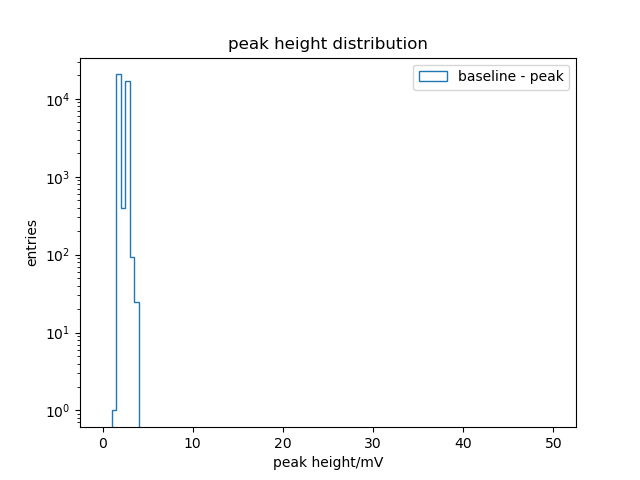 peak height distribution
baseline - peak
10⁴
10³
10²
10¹
10⁰
entries
0 10 20 30 40 50
peak height/mV